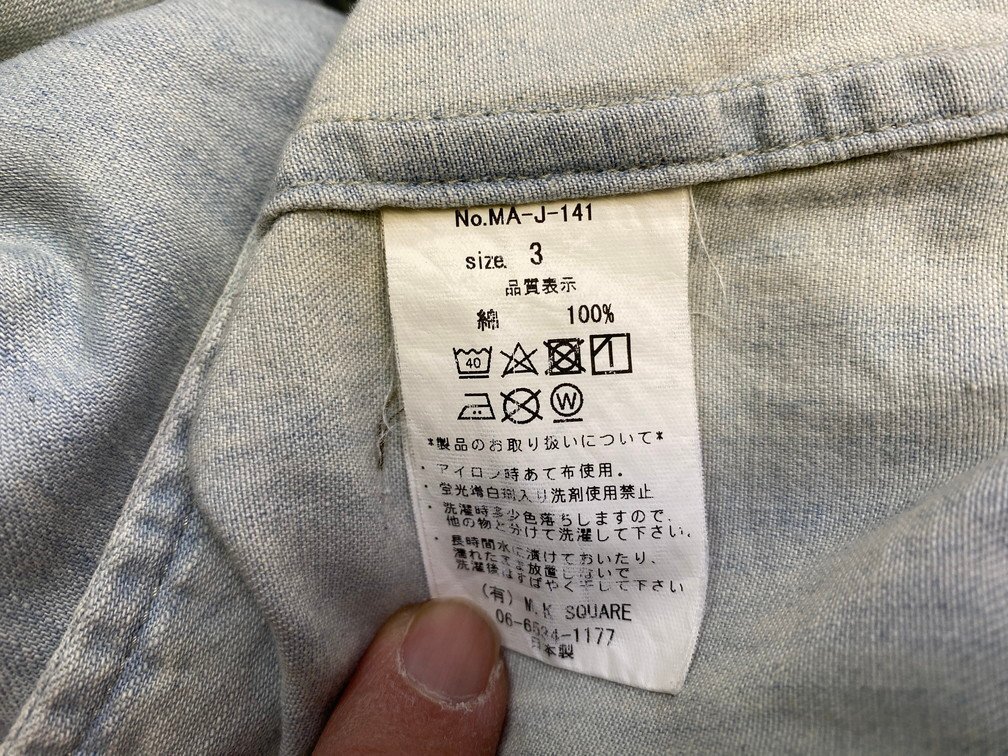 No.MA-J-141
size 3
品質表示
綿 100%
40
W
*製品のお取り扱いについて*
・アイロン時あて布使用。
・蛍光増白剤入り洗剤使用禁止
・洗濯時多少色落ちしますので、
他の物と分けて洗濯して下さい。
・長時間水に漬けておいたり、
濡れたまま放置しないで
洗濯後はすばやく干して下さい
(有) M.K SQUARE
06-6534-1177
日本製